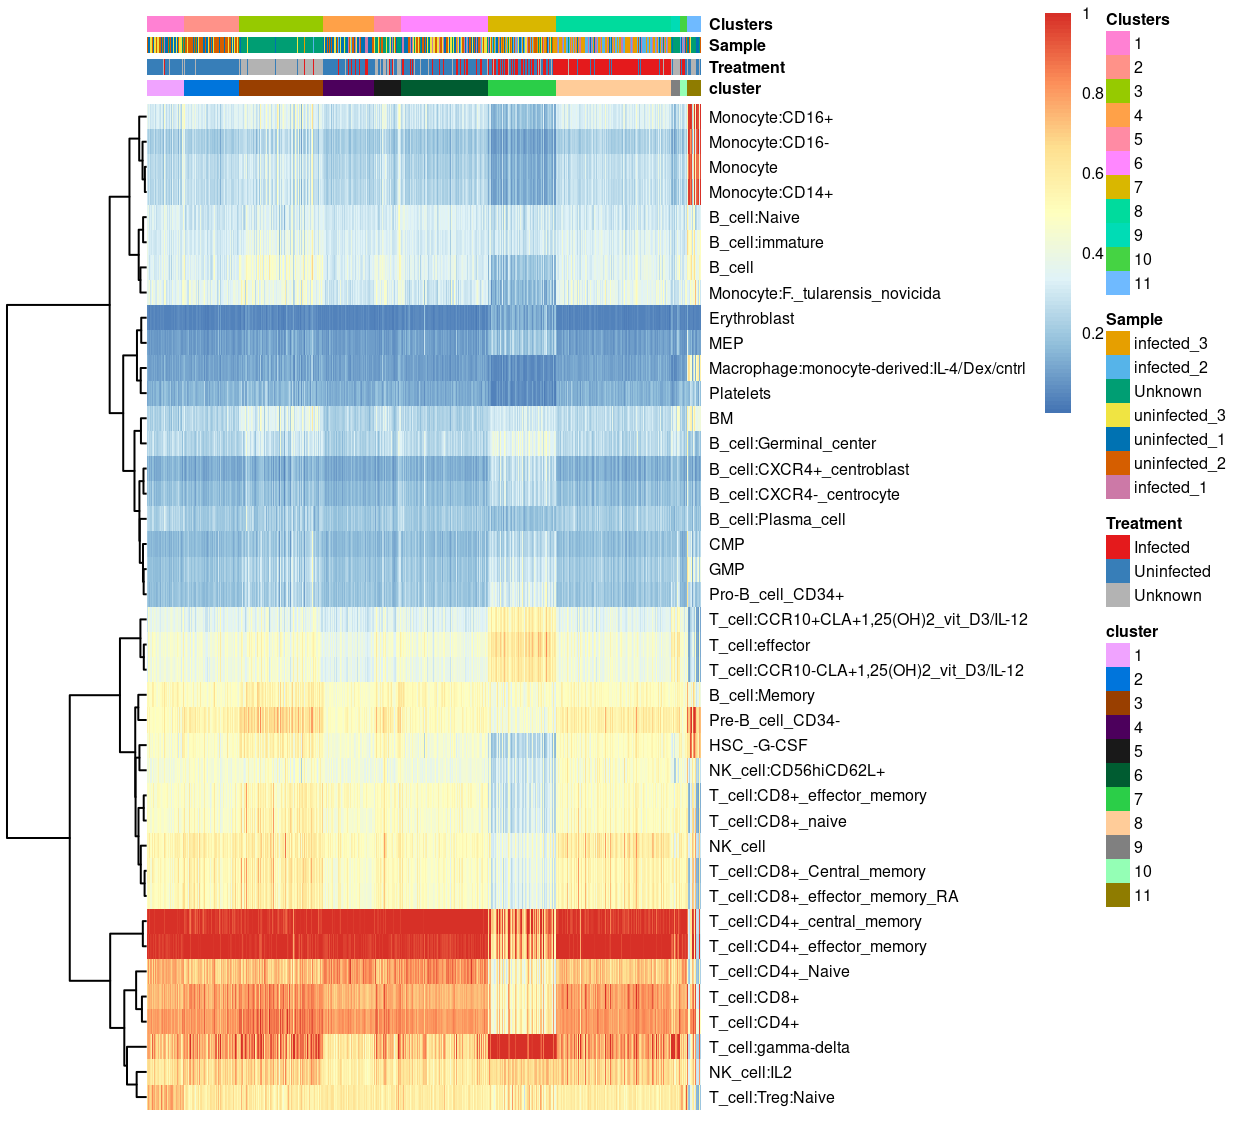 Clusters
Sample
Treatment
cluster
Monocyte:CD16+
Monocyte:CD16-
Monocyte
Monocyte:CD14+
B_cell:Naive
B_cell:immature
B_cell
Monocyte:F._tularensis_novicida
Erythroblast
MEP
Macrophage:monocyte-derived:IL-4/Dex/cntrl
Platelets
BM
B_cell:Germinal_center
B_cell:CXCR4+_centroblast
B_cell:CXCR4-_centrocyte
B_cell:Plasma_cell
CMP
GMP
Pro-B_cell_CD34+
T_cell:CCR10+CLA+1,25(OH)2_vit_D3/IL-12
T_cell:effector
T_cell:CCR10-CLA+1,25(OH)2_vit_D3/IL-12
B_cell:Memory
Pre-B_cell_CD34-
HSC_-G-CSF
NK_cell:CD56hiCD62L+
T_cell:CD8+_effector_memory
T_cell:CD8+_naive
NK_cell
T_cell:CD8+_Central_memory
T_cell:CD8+_effector_memory_RA
T_cell:CD4+_central_memory
T_cell:CD4+_effector_memory
T_cell:CD4+_Naive
T_cell:CD8+
T_cell:CD4+
T_cell:gamma-delta
NK_cell:IL2
T_cell:Treg:Naive
1
0.8
0.6
0.4
0.2
Clusters
1
2
3
4
5
6
7
8
9
10
11
Sample
infected_3
infected_2
Unknown
uninfected_3
uninfected_1
uninfected_2
infected_1
Treatment
Infected
Uninfected
Unknown
cluster
1
2
3
4
5
6
7
8
9
10
11